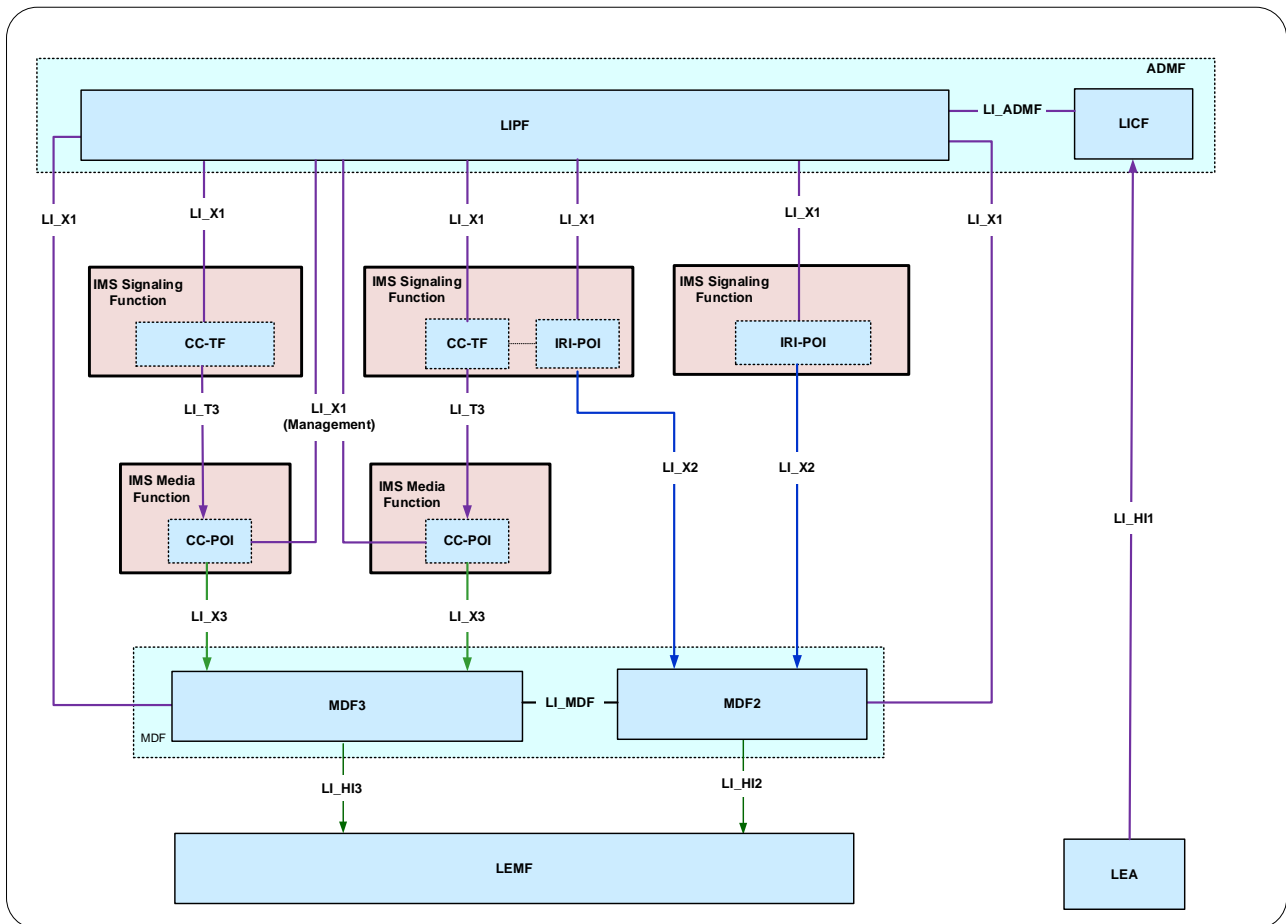 ADMF
LIPF
LI_ADMF
LICF
LI_X1
LI_X1
LI_X1
LI_X1
LI_X1
LI_X1
IMS Signaling
Function
CC-TF
IMS Signaling
Function
CC-TF
IRI-POI
IMS Signaling
Function
IRI-POI
LI_T3
LI_X1
(Management)
LI_T3
LI_X2
LI_X2
IMS Media
Function
CC-POI
IMS Media
Function
CC-POI
LI_HI1
LI_X3
LI_X3
MDF3
LI_MDF
MDF2
MDF
LI_HI3
LI_HI2
LEMF
LEA